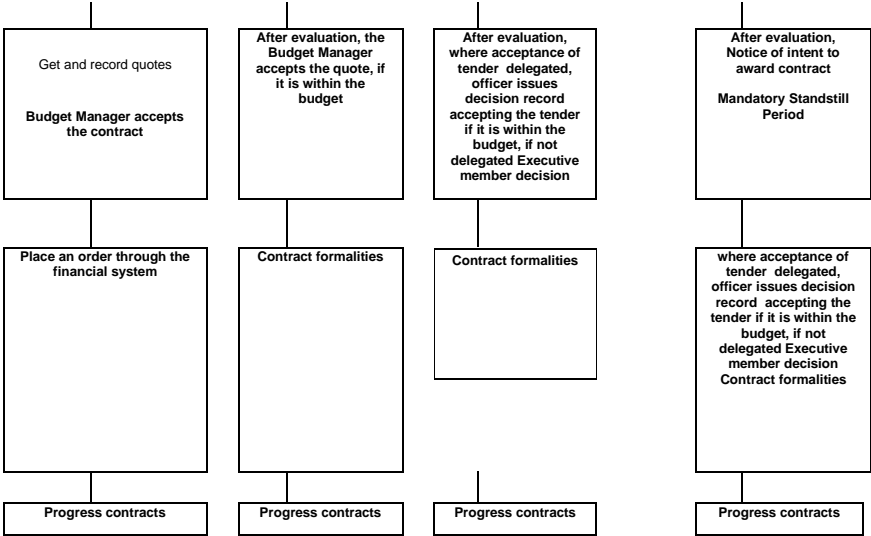 Get and record quotes
Budget Manager accepts
the contract
After evaluation, the
Budget Manager
accepts the quote, if
it is within the
budget
After evaluation,
where acceptance of
tender delegated,
officer issues
decision record
accepting the tender
if it is within the
budget, if not
delegated Executive
member decision
After evaluation,
Notice of intent to
award contract
Mandatory Standstill
Period
Place an order through the
financial system
Contract formalities
Contract formalities
where acceptance of
tender delegated,
officer issues decision
record accepting the
tender if it is within the
budget, if not
delegated Executive
member decision
Contract formalities
Progress contracts
Progress contracts
Progress contracts
Progress contracts